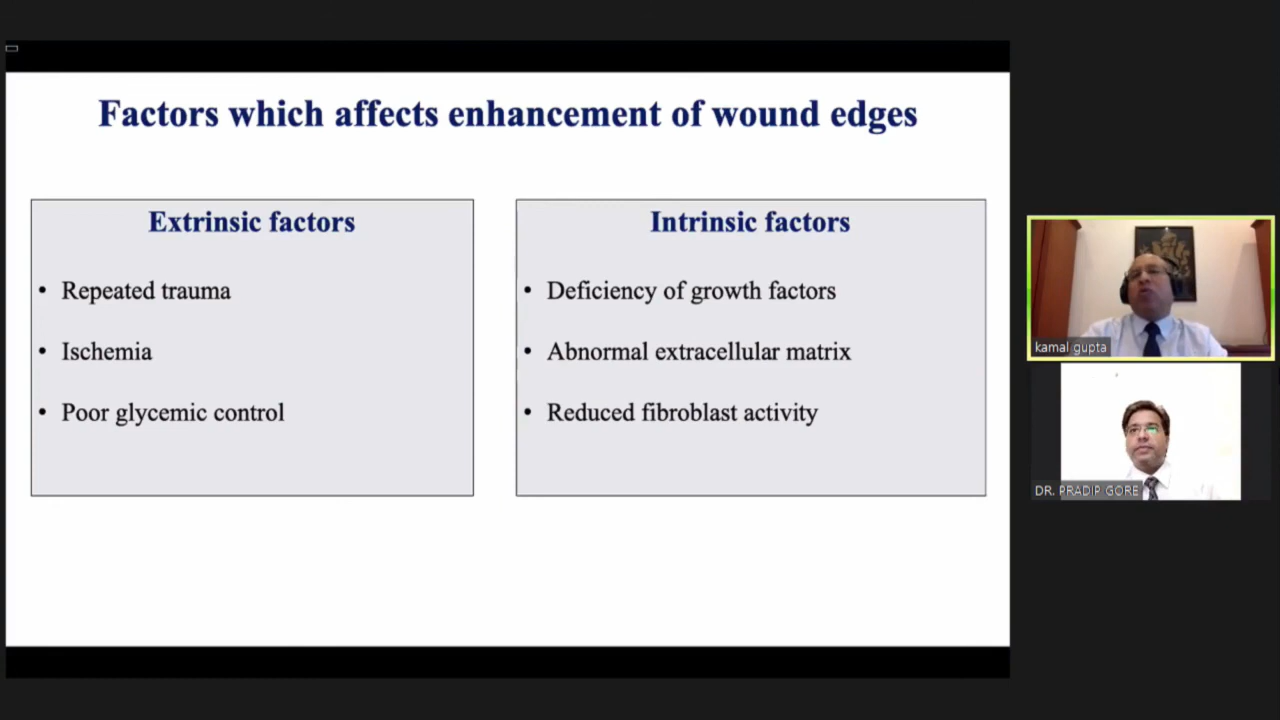 Factors which affects enhancement of wound edges
Extrinsic factors
• Repeated trauma
• Ischemia
• Poor glycemic control
Intrinsic factors
• Deficiency of growth factors
• Abnormal extracellular matrix
• Reduced fibroblast activity
kamal gupta
DR. PRADIP GORE